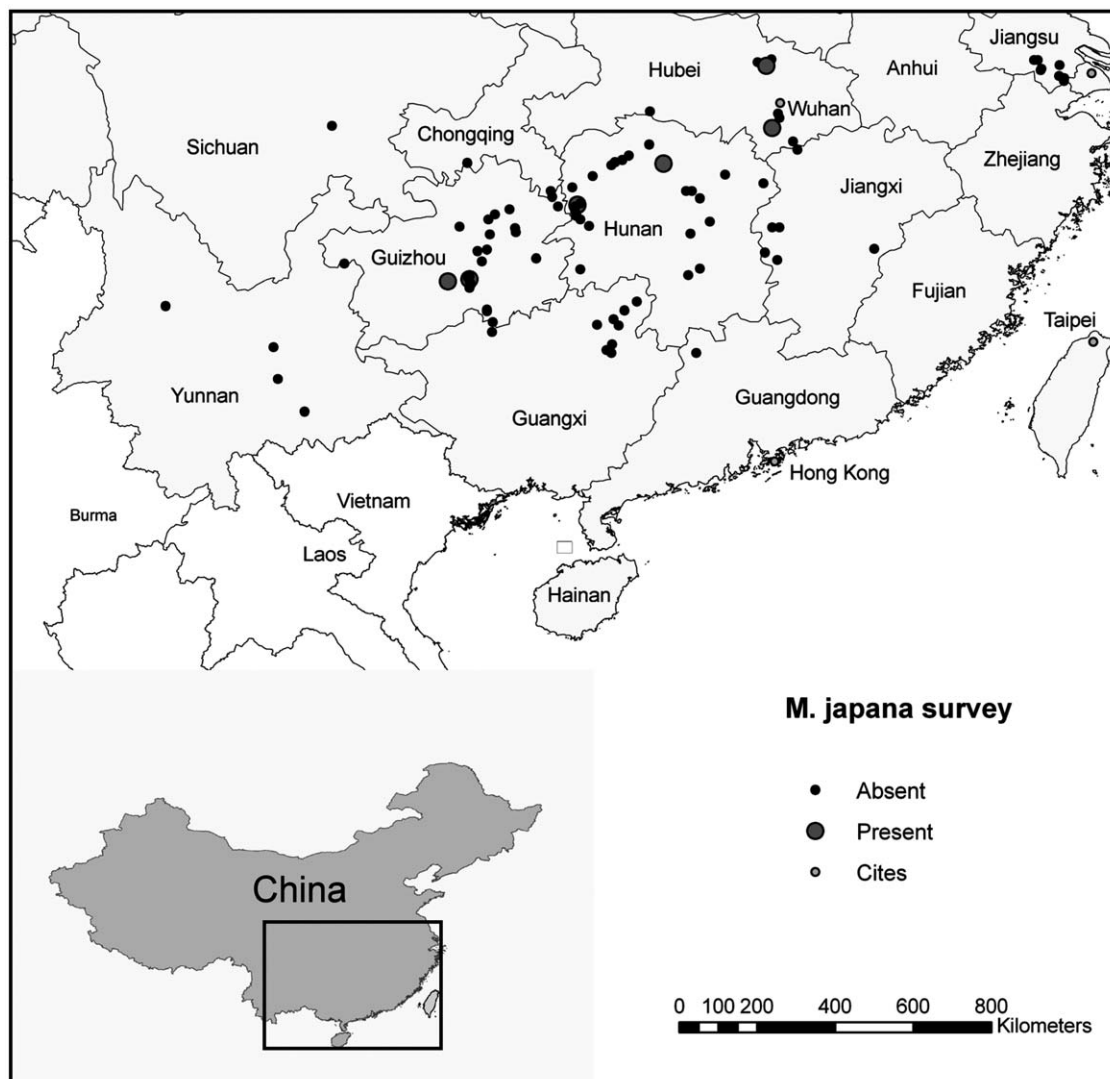 Jiangsu
Hubei
Anhui
Wuhan
Sichuan
Chongqing
Zhejiang
Jiangxi
Hunan
Guizhou
Fujian
Taipei
Yunnan
Guangxi
Guangdong
Hong Kong
Vietnam
Burma
Laos
Hainan
M. japana survey
Absent
Present
Cites
China
0 100 200 400 600 800
Kilometers